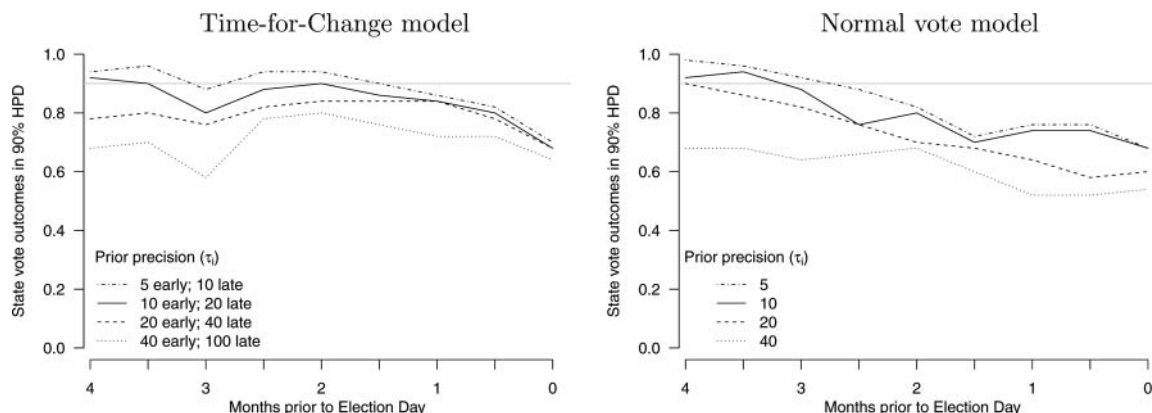 Time-for-Change model
State vote outcomes in 90% HPD
1.0
0.8
0.6
0.4
0.2
0.0
Prior precision (τᵢ)
5 early; 10 late
10 early; 20 late
20 early; 40 late
40 early; 100 late
4 3 2 1 0
Months prior to Election Day
Normal vote model
State vote outcomes in 90% HPD
1.0
0.8
0.6
0.4
0.2
0.0
Prior precision (τᵢ)
5
10
20
40
4 3 2 1 0
Months prior to Election Day